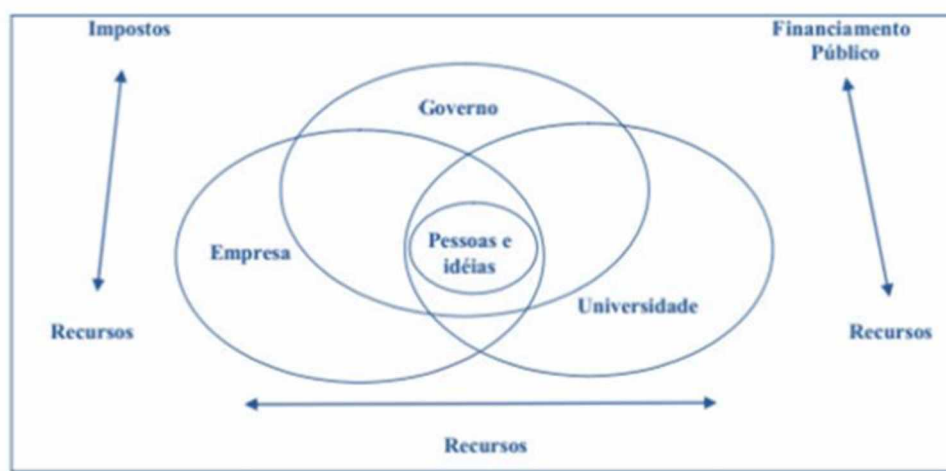 Impostos
Financiamento
Público
Governo
Empresa
Pessoas e
idéias
Universidade
Recursos
Recursos
Recursos